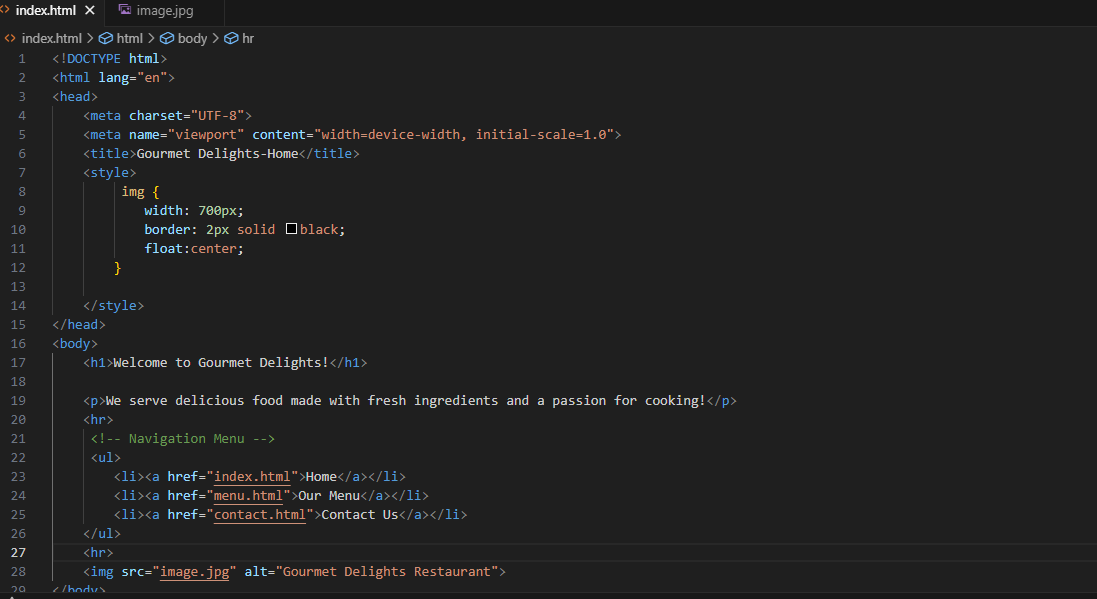 index.html image.jpg
index.html > html > body > hr
1 <!DOCTYPE html>
2 <html lang="en">
3 <head>
4 <meta charset="UTF-8">
5 <meta name="viewport" content="width=device-width, initial-scale=1.0">
6 <title>Gourmet Delights-Home</title>
7 <style>
8 img {
9 width: 700px;
10 border: 2px solid black;
11 float:center;
12 }
13
14 </style>
15 </head>
16 <body>
17 <h1>Welcome to Gourmet Delights!</h1>
18
19 <p>We serve delicious food made with fresh ingredients and a passion for cooking!</p>
20 <hr>
21 <!-- Navigation Menu -->
22 <ul>
23 <li><a href="index.html">Home</a></li>
24 <li><a href="menu.html">Our Menu</a></li>
25 <li><a href="contact.html">Contact Us</a></li>
26 </ul>
27 <hr>
28 <img src="image.jpg" alt="Gourmet Delights Restaurant">
29 </body>